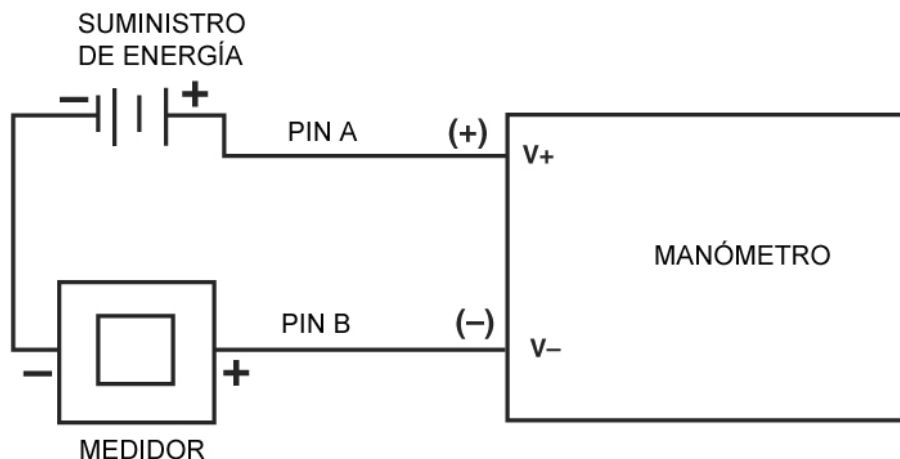 SUMINISTRO
DE ENERGÍA
− +
PIN A (+)
V+
MANÓMETRO
PIN B (−)
V−
− +
MEDIDOR